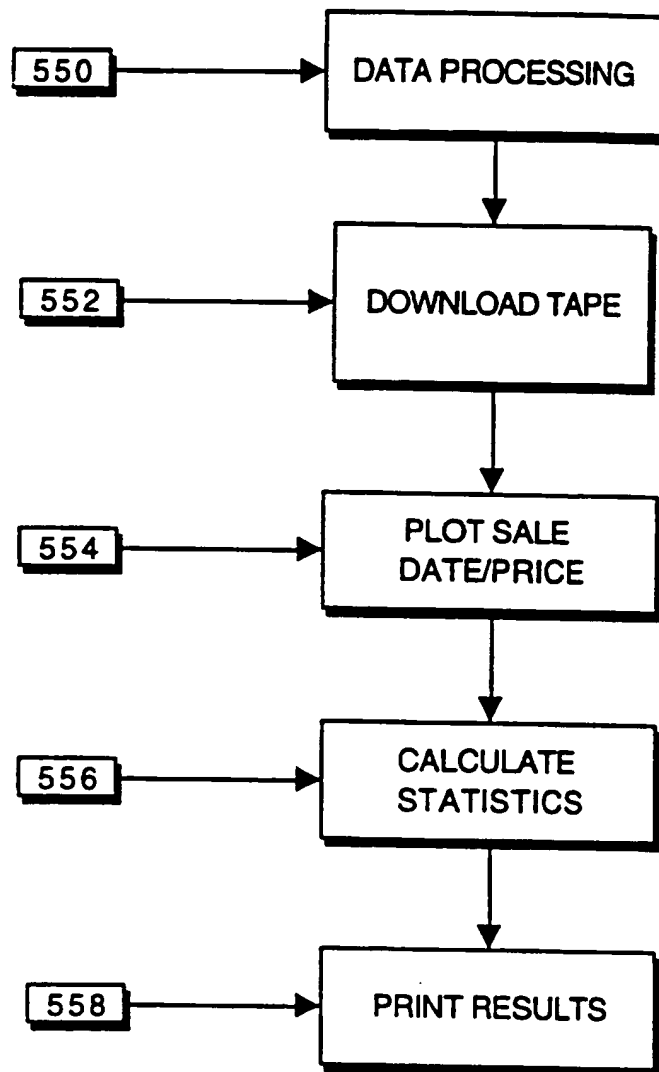 550
DATA PROCESSING
552
DOWNLOAD TAPE
554
PLOT SALE
DATE/PRICE
556
CALCULATE
STATISTICS
558
PRINT RESULTS